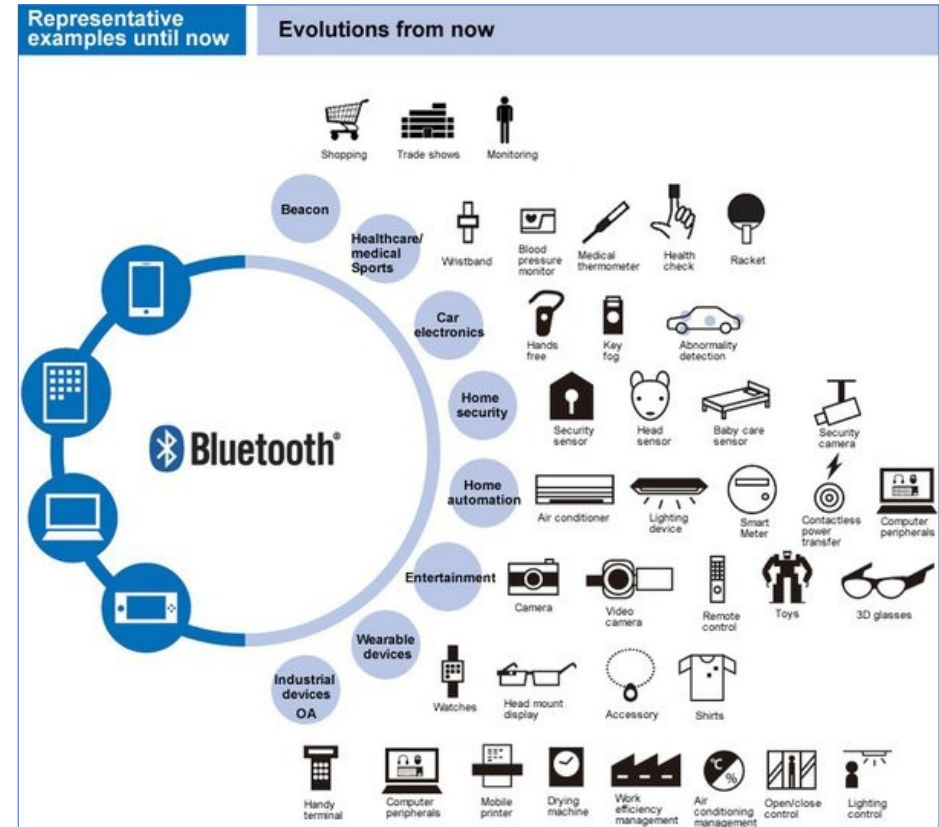 Representative
examples until now
Evolutions from now
Shopping
Trade shows
Monitoring
Beacon
Healthcare/
medical
Sports
Wristband
Blood
pressure
monitor
Medical
thermometer
Health
check
Racket
Car
electronics
Hands
free
Key
fog
Abnormality
detection
Home
security
Security
sensor
Head
sensor
Baby care
sensor
Security
camera
Bluetooth®
Home
automation
Air conditioner
Lighting
device
Smart
Meter
Contactless
power
transfer
Computer
peripherals
Entertainment
Camera
Video
camera
Remote
control
Toys
3D glasses
Wearable
devices
Watches
Head mount
display
Accessory
Shirts
Industrial
devices
OA
Handy
terminal
Computer
peripherals
Mobile
printer
Drying
machine
Work
efficiency
management
°C
%
Air
conditioning
management
Open/close
control
Lighting
control